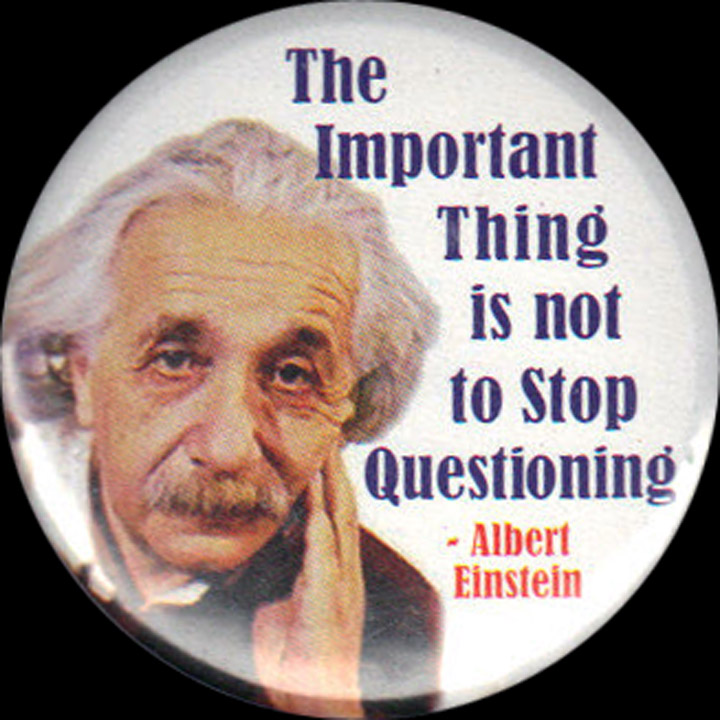 The
Important
Thing
is not
to Stop
Questioning
- Albert
Einstein